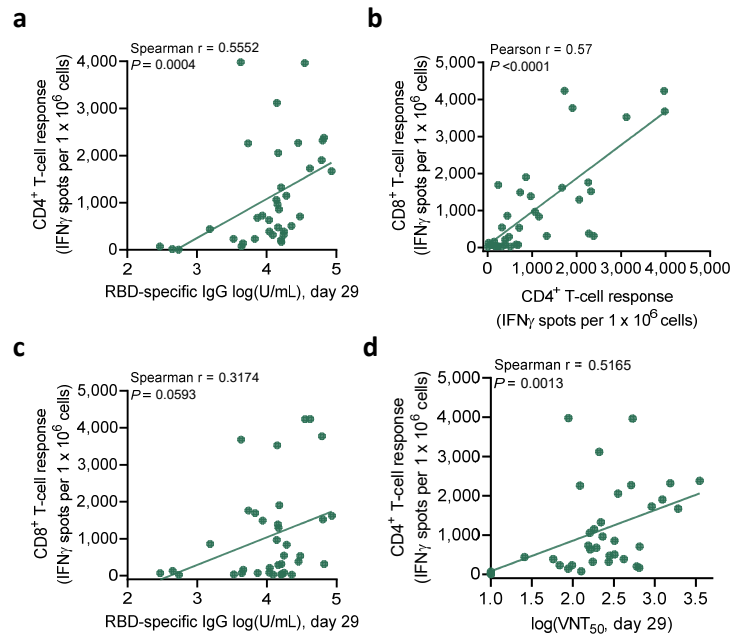 a
Spearman r = 0.5552
P = 0.0004
CD4+ T-cell response
(IFNγ spots per 1 x 10^6 cells)
4,000
3,000
2,000
1,000
0
2 3 4 5
RBD-specific IgG log(U/mL), day 29
b
Pearson r = 0.57
P <0.0001
CD8+ T-cell response
(IFNγ spots per 1 x 10^6 cells)
5,000
4,000
3,000
2,000
1,000
0
0 1,000 2,000 3,000 4,000 5,000
CD4+ T-cell response
(IFNγ spots per 1 x 10^6 cells)
c
Spearman r = 0.3174
P = 0.0593
CD8+ T-cell response
(IFNγ spots per 1 x 10^6 cells)
5,000
4,000
3,000
2,000
1,000
0
2 3 4 5
RBD-specific IgG log(U/mL), day 29
d
Spearman r = 0.5165
P = 0.0013
CD4+ T-cell response
(IFNγ spots per 1 x 10^6 cells)
5,000
4,000
3,000
2,000
1,000
0
1.0 1.5 2.0 2.5 3.0 3.5
log(VNT50, day 29)